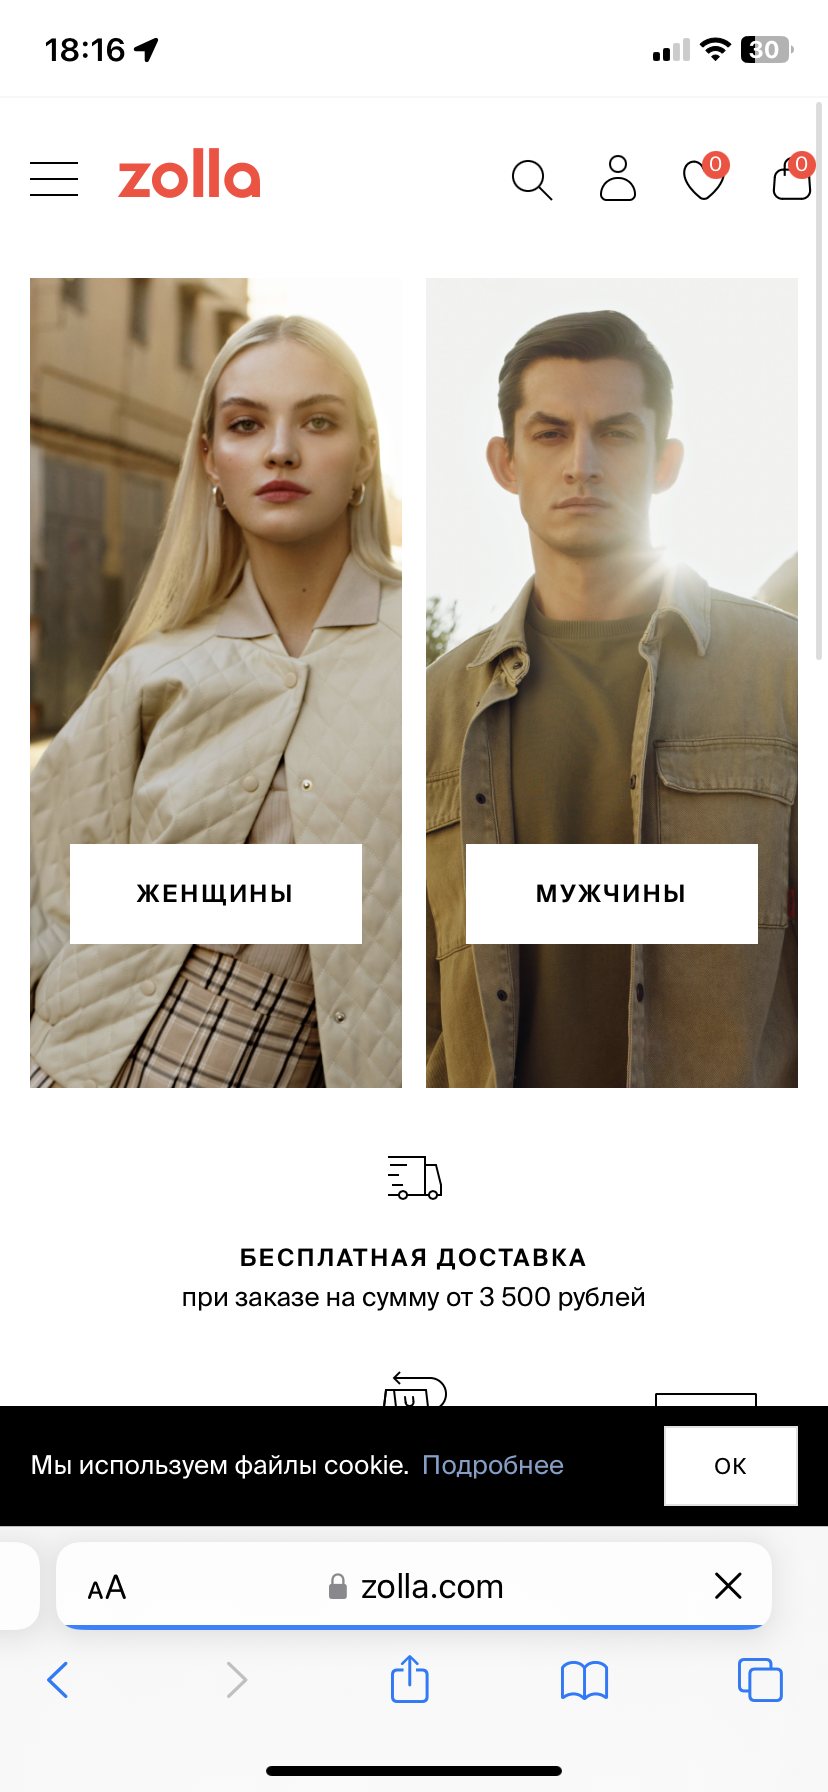 18:16
30
zolla
0
0
ЖЕНЩИНЫ
МУЖЧИНЫ
БЕСПЛАТНАЯ ДОСТАВКА
при заказе на сумму от 3 500 рублей
Мы используем файлы cookie. Подробнее
ОК
AA
zolla.com